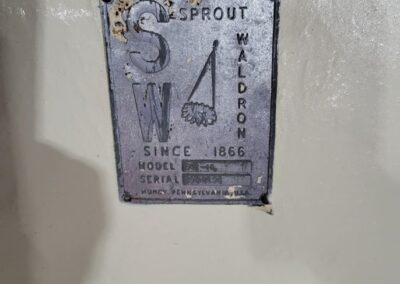 S SPROUT
W WALDRON
SINCE 1866
MODEL
SERIAL
MUNCY, PENNSYLVANIA, U.S.A.